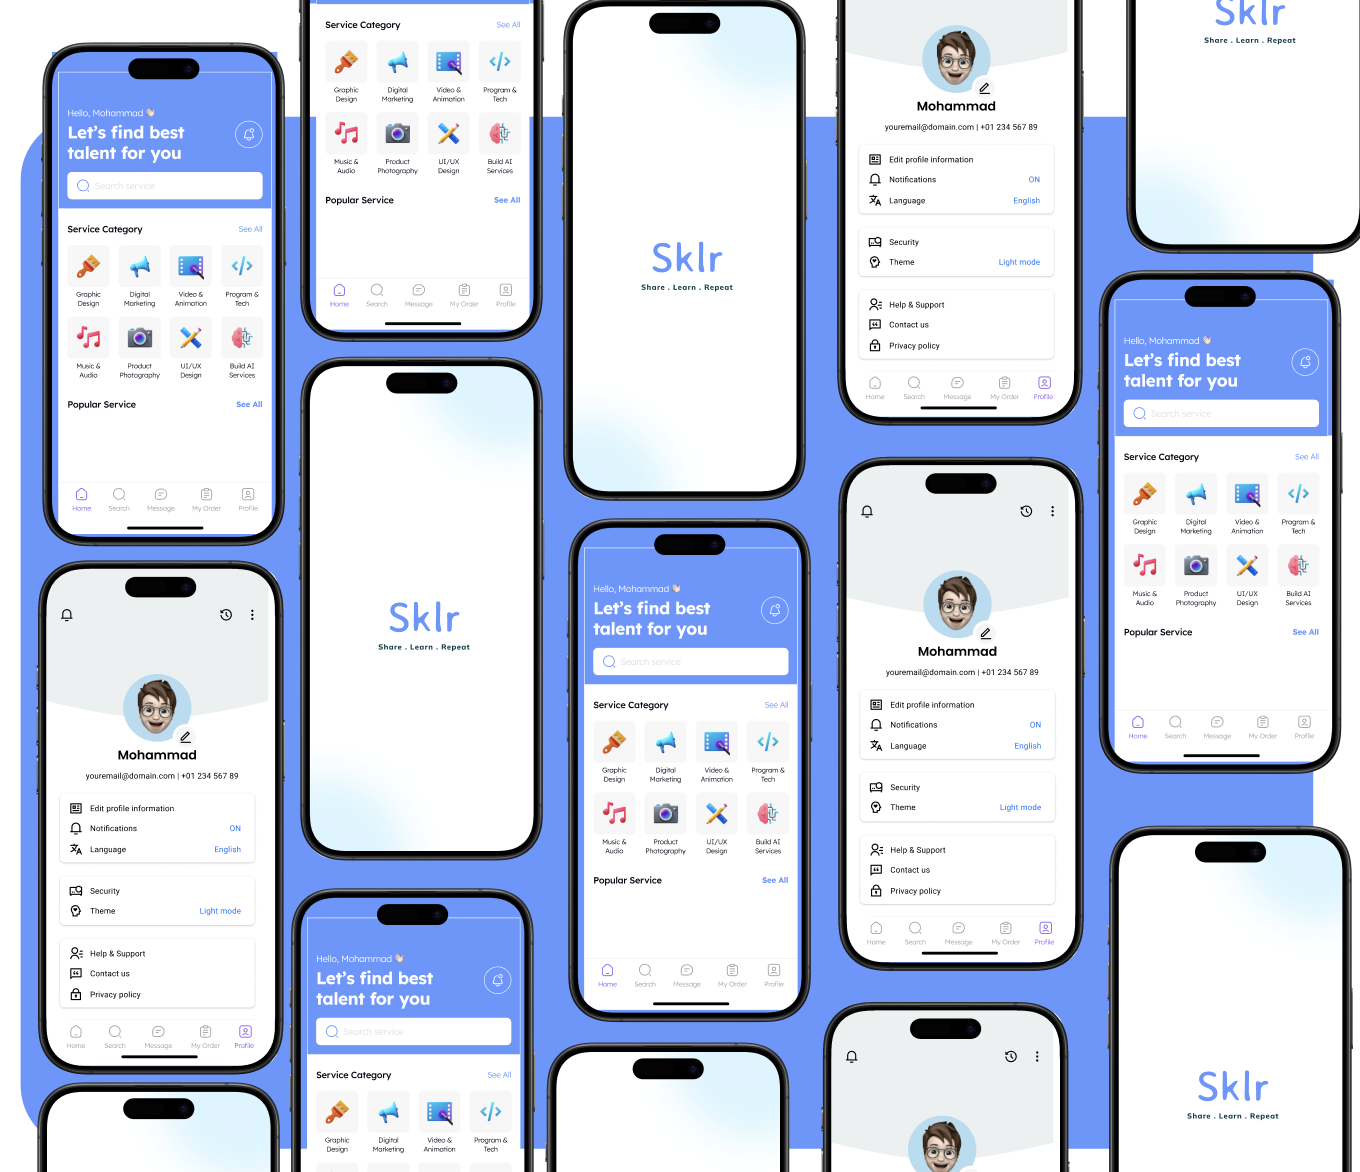 Hello, Mohammad 👋🏻
Let's find best
talent for you
Search service
Service Category See All
Graphic Design
Digital Marketing
Video & Animation
Program & Tech
Music & Audio
Product Photography
UI/UX Design
Build AI Services
Popular Service See All
Home Search Message My Order Profile
Mohammad
youremail@domain.com | +01 234 567 89
Edit profile information
Notifications ON
Language English
Security
Theme Light mode
Help & Support
Contact us
Privacy policy
Home Search Message My Order Profile
Service Category See All
Graphic Design
Digital Marketing
Video & Animation
Program & Tech
Music & Audio
Product Photography
UI/UX Design
Build AI Services
Popular Service See All
Home Search Message My Order Profile
Sklr
Share . Learn . Repeat
Hello, Mohammad 👋🏻
Let's find best
talent for you
Search service
Service Category See All
Graphic Design
Digital Marketing
Video & Animation
Program & Tech
Sklr
Share . Learn . Repeat
Hello, Mohammad 👋🏻
Let's find best
talent for you
Search service
Service Category See All
Graphic Design
Digital Marketing
Video & Animation
Program & Tech
Music & Audio
Product Photography
UI/UX Design
Build AI Services
Popular Service See All
Home Search Message My Order Profile
Mohammad
youremail@domain.com | +01 234 567 89
Edit profile information
Notifications ON
Language English
Security
Theme Light mode
Help & Support
Contact us
Privacy policy
Home Search Message My Order Profile
Mohammad
youremail@domain.com | +01 234 567 89
Edit profile information
Notifications ON
Language English
Security
Theme Light mode
Help & Support
Contact us
Privacy policy
Home Search Message My Order Profile
Sklr
Share . Learn . Repeat
Hello, Mohammad 👋🏻
Let's find best
talent for you
Search service
Service Category See All
Graphic Design
Digital Marketing
Video & Animation
Program & Tech
Music & Audio
Product Photography
UI/UX Design
Build AI Services
Popular Service See All
Home Search Message My Order Profile
Sklr
Share . Learn . Repeat